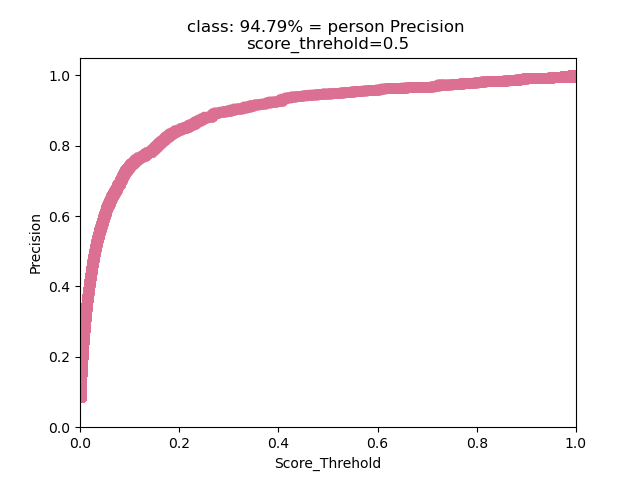 class: 94.79% = person Precision
score_threhold=0.5
1.0
0.8
0.6
0.4
0.2
0.0
Precision
0.0 0.2 0.4 0.6 0.8 1.0
Score_Threhold